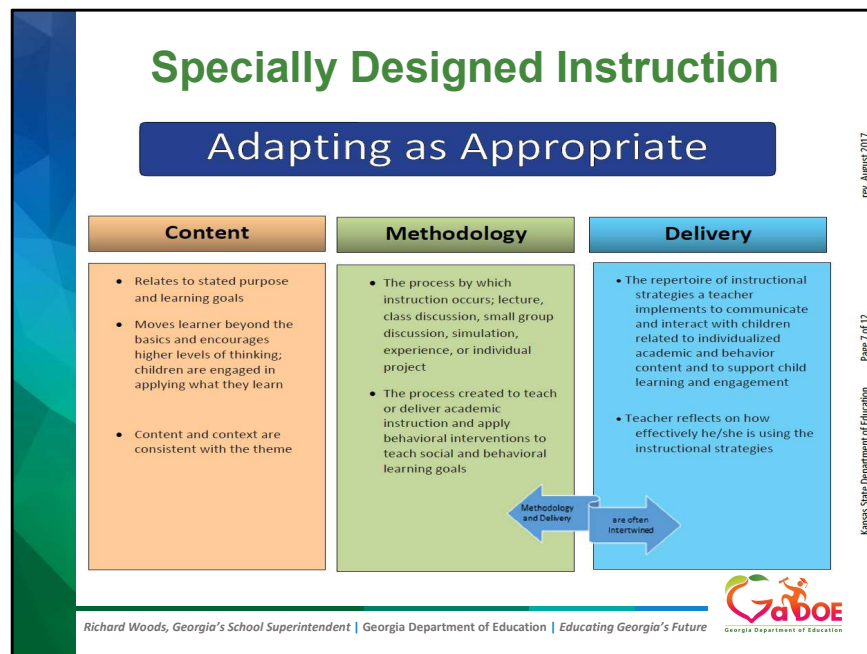 Specially Designed Instruction
Adapting as Appropriate
Content
• Relates to stated purpose
and learning goals
• Moves learner beyond the
basics and encourages
higher levels of thinking;
children are engaged in
applying what they learn
• Content and context are
consistent with the theme
Methodology
• The process by which
instruction occurs; lecture,
class discussion, small group
discussion, simulation,
experience, or individual
project
• The process created to teach
or deliver academic
instruction and apply
behavioral interventions to
teach social and behavioral
learning goals
Delivery
• The repertoire of instructional
strategies a teacher
implements to communicate
and interact with children
related to individualized
academic and behavior
content and to support child
learning and engagement
• Teacher reflects on how
effectively he/she is using the
instructional strategies
Methodology
and Delivery
are often
Intertwined
Kansas State Department of Education Page 7 of 12 rev. August 2017
Richard Woods, Georgia's School Superintendent | Georgia Department of Education | Educating Georgia's Future
GaDOE
Georgia Department of Education